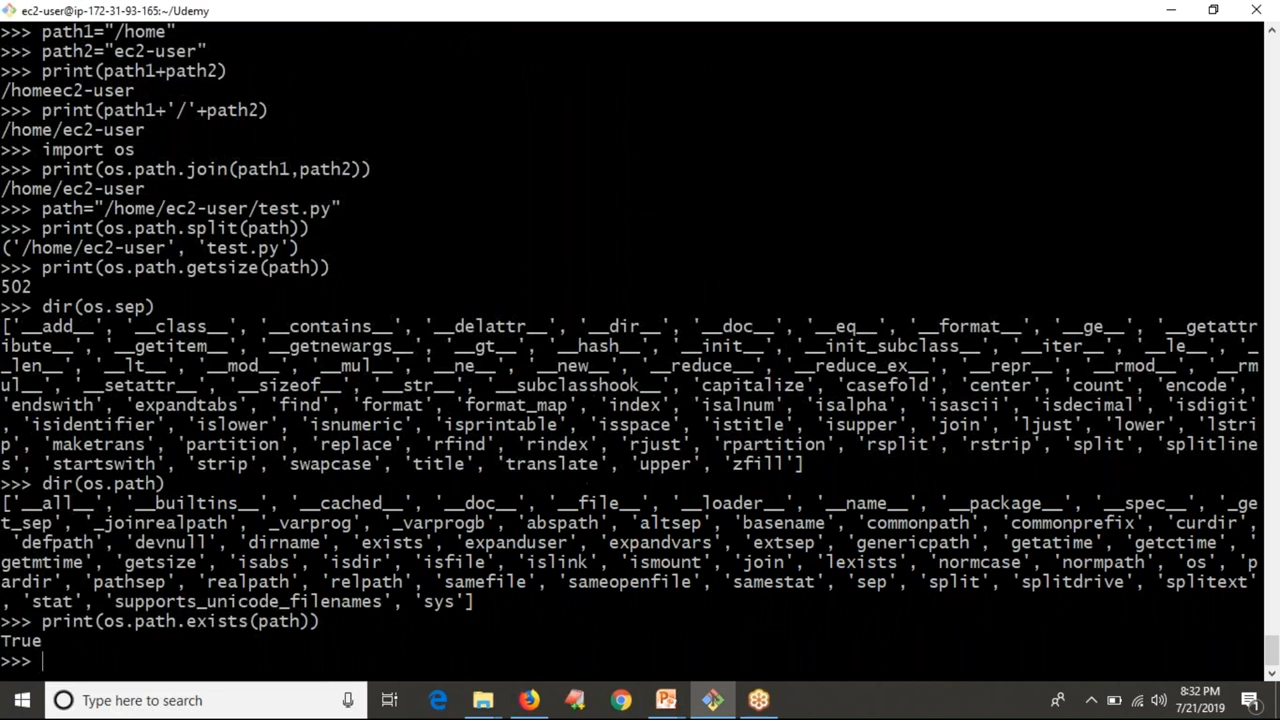 ec2-user@ip-172-31-93-165:~/Udemy
>>> path1="/home"
>>> path2="ec2-user"
>>> print(path1+path2)
/homeec2-user
>>> print(path1+'/'+path2)
/home/ec2-user
>>> import os
>>> print(os.path.join(path1,path2))
/home/ec2-user
>>> path="/home/ec2-user/test.py"
>>> print(os.path.split(path))
('/home/ec2-user', 'test.py')
>>> print(os.path.getsize(path))
502
>>> dir(os.sep)
['__add__', '__class__', '__contains__', '__delattr__', '__dir__', '__doc__', '__eq__', '__format__', '__ge__', '__getattr
ibute__', '__getitem__', '__getnewargs__', '__gt__', '__hash__', '__init__', '__init_subclass__', '__iter__', '__le__', '_
_len__', '__lt__', '__mod__', '__mul__', '__ne__', '__new__', '__reduce__', '__reduce_ex__', '__repr__', '__rmod__', '__rm
ul__', '__setattr__', '__sizeof__', '__str__', '__subclasshook__', 'capitalize', 'casefold', 'center', 'count', 'encode',
'endswith', 'expandtabs', 'find', 'format', 'format_map', 'index', 'isalnum', 'isalpha', 'isascii', 'isdecimal', 'isdigit'
, 'isidentifier', 'islower', 'isnumeric', 'isprintable', 'isspace', 'istitle', 'isupper', 'join', 'ljust', 'lower', 'lstri
p', 'maketrans', 'partition', 'replace', 'rfind', 'rindex', 'rjust', 'rpartition', 'rsplit', 'rstrip', 'split', 'splitline
s', 'startswith', 'strip', 'swapcase', 'title', 'translate', 'upper', 'zfill']
>>> dir(os.path)
['__all__', '__builtins__', '__cached__', '__doc__', '__file__', '__loader__', '__name__', '__package__', '__spec__', '_ge
t_sep', '_joinrealpath', '_varprog', '_varprogb', 'abspath', 'altsep', 'basename', 'commonpath', 'commonprefix', 'curdir',
'defpath', 'devnull', 'dirname', 'exists', 'expanduser', 'expandvars', 'extsep', 'genericpath', 'getatime', 'getctime', '
getmtime', 'getsize', 'isabs', 'isdir', 'isfile', 'islink', 'ismount', 'join', 'lexists', 'normcase', 'normpath', 'os', 'p
ardir', 'pathsep', 'realpath', 'relpath', 'samefile', 'sameopenfile', 'samestat', 'sep', 'split', 'splitdrive', 'splitext'
, 'stat', 'supports_unicode_filenames', 'sys']
>>> print(os.path.exists(path))
True
>>>
Type here to search
8:32 PM
7/21/2019
1